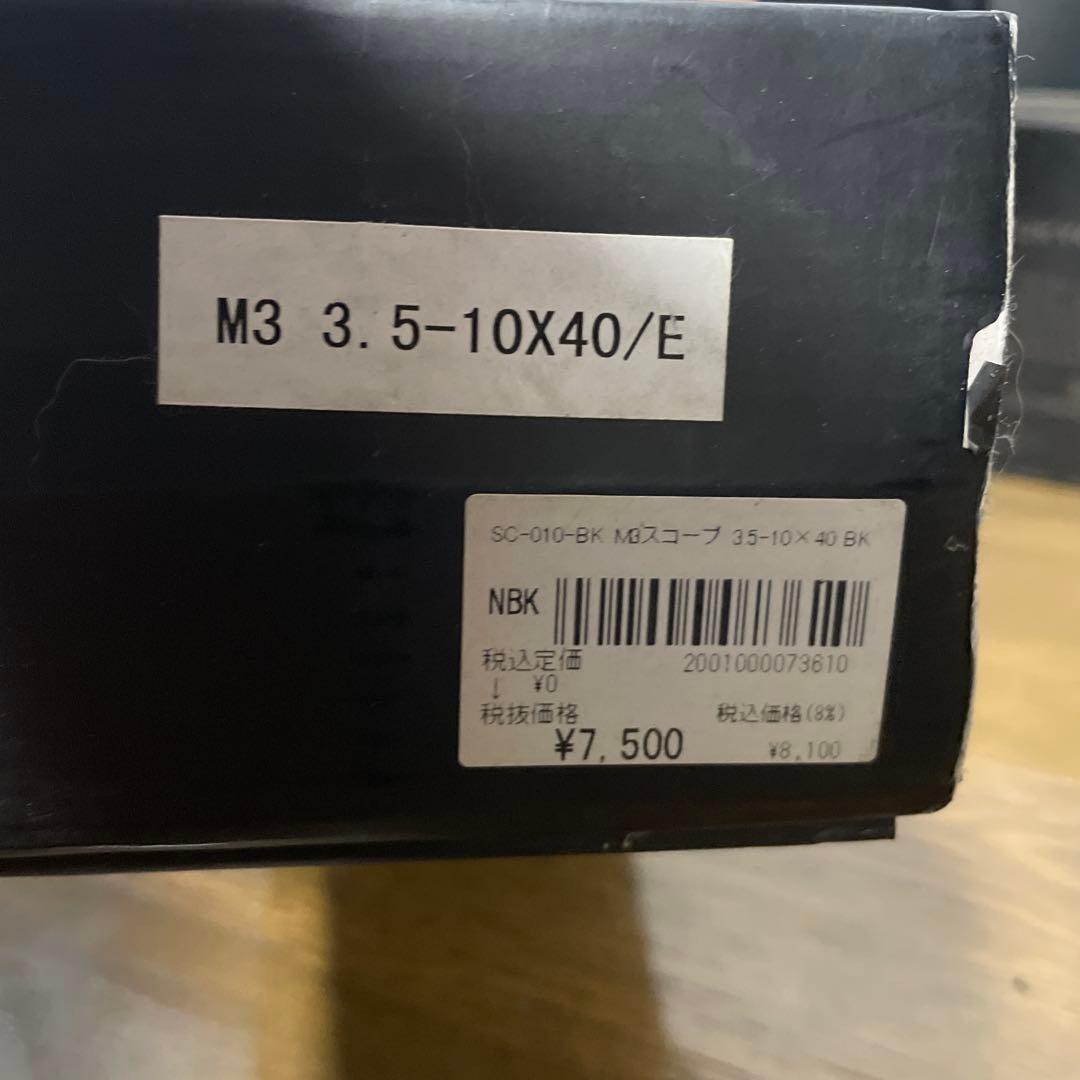 M3 3.5-10X40/E
SC-010-BK M3スコープ 3.5-10×40 BK
NBK
税込定価 2001000073610
↓ ¥0
税抜価格 税込価格(8%)
¥7,500 ¥8,100